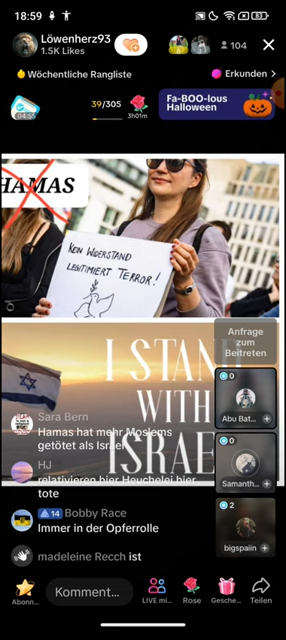 18:59
83
Löwenherz93
1.5K Likes
104
Wöchentliche Rangliste
Erkunden >
04:55
39/305
3h01m
Fa-BOO-lous
Halloween
HAMAS
KEIN WIDERSTAND
LEGITIMIERT TERROR!
I STAND
WITH
ISRAEL
Anfrage
zum
Beitreten
0
Abu Bat...
0
Samanth...
2
bigspaiin
Sara Bern
Hamas hat mehr Moslems
getötet als Israel
HJ
relativieren hier Heuchelei hier
tote
14 Bobby Race
Immer in der Opferrolle
madeleine Recch ist
Abonn...
Komment...
LIVE mi...
Rose
Gesche...
Teilen